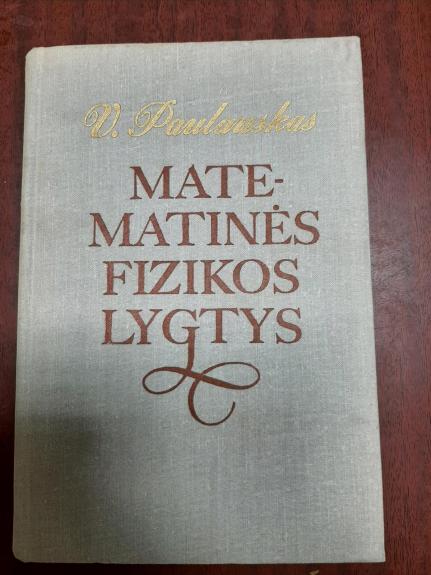 V. Paulauskas
MATE-
MATINĖS
FIZIKOS
LYGTYS